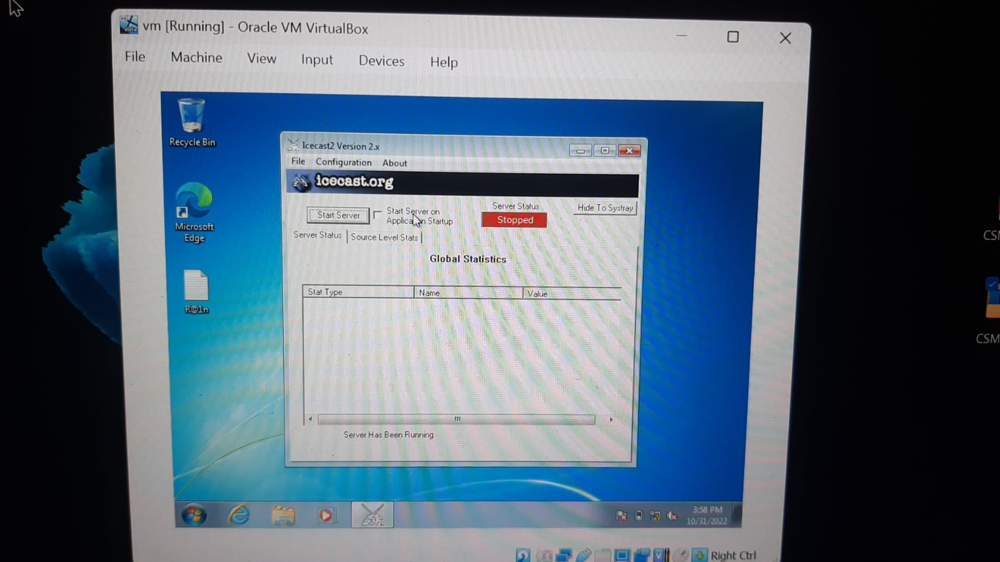 vm [Running] - Oracle VM VirtualBox
File Machine View Input Devices Help
Recycle Bin
Microsoft
Edge
R@1n
Icecast2 Version 2.x
File Configuration About
icecast.org
Start Server
Start Server on
Application Startup
Server Status
Stopped
Hide To Systray
Server Status
Source Level Stats
Global Statistics
Stat Type
Name
Value
Server Has Been Running
3:58 PM
10/31/2022
Right Ctrl
CSM